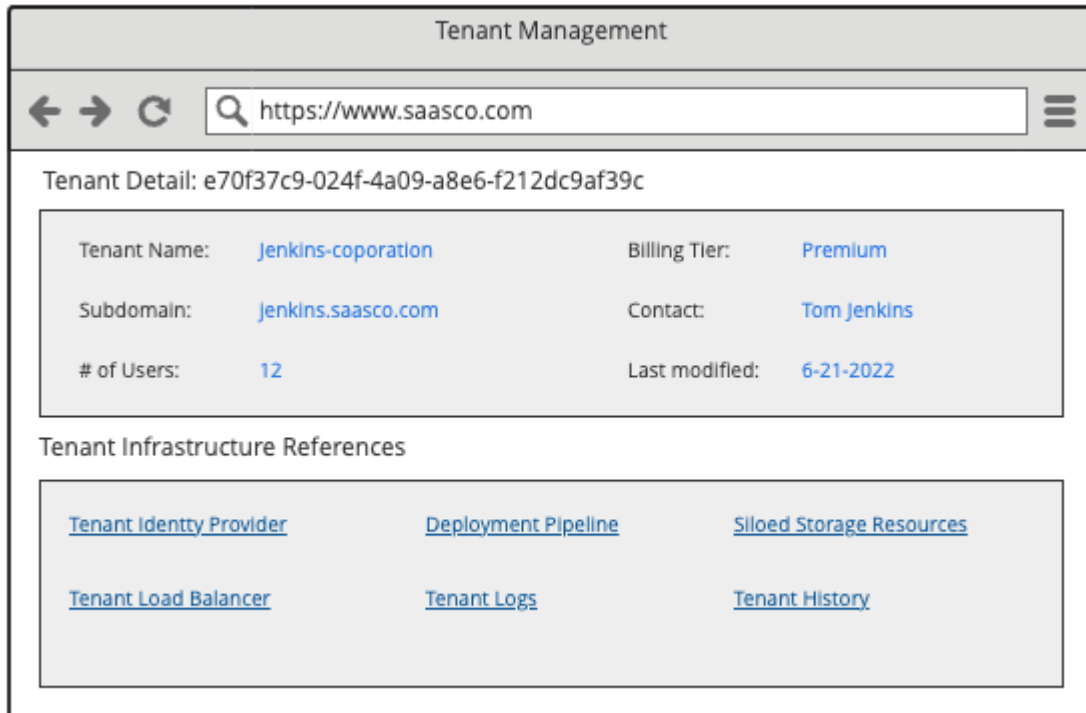 Tenant Management
https://www.saasco.com
Tenant Detail: e70f37c9-024f-4a09-a8e6-f212dc9af39c
Tenant Name: Jenkins-coporation Billing Tier: Premium
Subdomain: jenkins.saasco.com Contact: Tom Jenkins
# of Users: 12 Last modified: 6-21-2022
Tenant Infrastructure References
Tenant Identty Provider Deployment Pipeline Siloed Storage Resources
Tenant Load Balancer Tenant Logs Tenant History